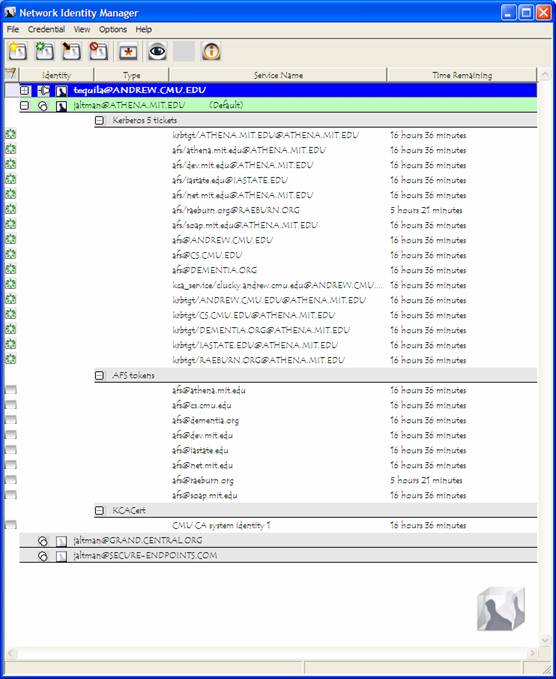 Network Identity Manager
File Credential View Options Help
Identity Type Service Name Time Remaining
tequila@ANDREW.CMU.EDU
jaltman@ATHENA.MIT.EDU (Default)
Kerberos 5 tickets
krbtgt/ATHENA.MIT.EDU@ATHENA.MIT.EDU 16 hours 36 minutes
afs/athena.mit.edu@ATHENA.MIT.EDU 16 hours 36 minutes
afs/dev.mit.edu@ATHENA.MIT.EDU 16 hours 36 minutes
afs/iastate.edu@IASTATE.EDU 16 hours 36 minutes
afs/net.mit.edu@ATHENA.MIT.EDU 16 hours 36 minutes
afs/raeburn.org@RAEBURN.ORG 5 hours 21 minutes
afs/soap.mit.edu@ATHENA.MIT.EDU 16 hours 36 minutes
afs@ANDREW.CMU.EDU 16 hours 36 minutes
afs@CS.CMU.EDU 16 hours 36 minutes
afs@DEMENTIA.ORG 16 hours 36 minutes
kca_service/clucky.andrew.cmu.edu@ANDREW.CMU.... 16 hours 36 minutes
krbtgt/ANDREW.CMU.EDU@ATHENA.MIT.EDU 16 hours 36 minutes
krbtgt/CS.CMU.EDU@ATHENA.MIT.EDU 16 hours 36 minutes
krbtgt/DEMENTIA.ORG@ATHENA.MIT.EDU 16 hours 36 minutes
krbtgt/IASTATE.EDU@ATHENA.MIT.EDU 16 hours 36 minutes
krbtgt/RAEBURN.ORG@ATHENA.MIT.EDU 16 hours 36 minutes
AFS tokens
afs@athena.mit.edu 16 hours 36 minutes
afs@cs.cmu.edu 16 hours 36 minutes
afs@dementia.org 16 hours 36 minutes
afs@dev.mit.edu 16 hours 36 minutes
afs@iastate.edu 16 hours 36 minutes
afs@net.mit.edu 16 hours 36 minutes
afs@raeburn.org 5 hours 21 minutes
afs@soap.mit.edu 16 hours 36 minutes
KCACert
CMU CA system identity 1 16 hours 36 minutes
jaltman@GRAND.CENTRAL.ORG
jaltman@SECURE-ENDPOINTS.COM